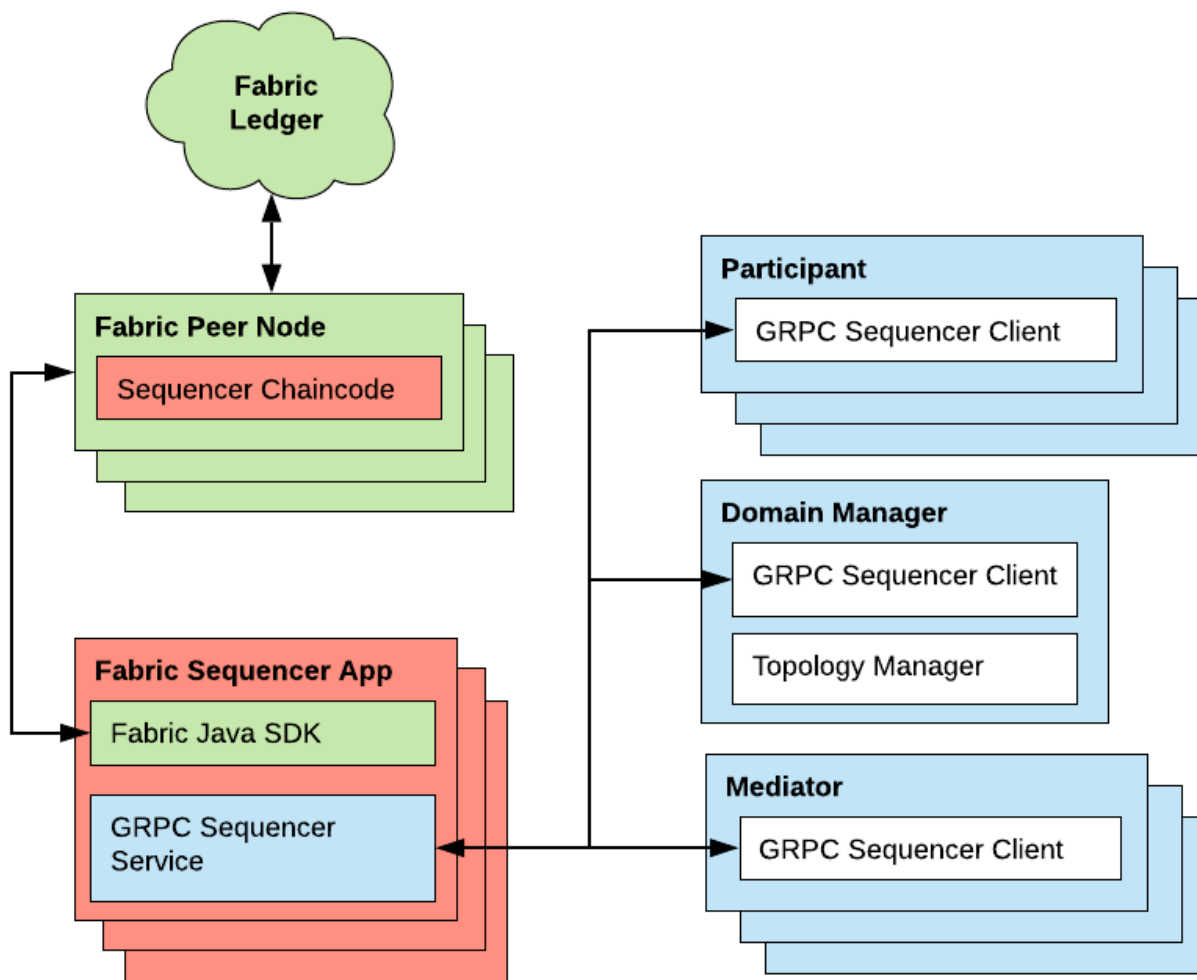 Fabric
Ledger
Fabric Peer Node
Sequencer Chaincode
Fabric Sequencer App
Fabric Java SDK
GRPC Sequencer
Service
Participant
GRPC Sequencer Client
Domain Manager
GRPC Sequencer Client
Topology Manager
Mediator
GRPC Sequencer Client